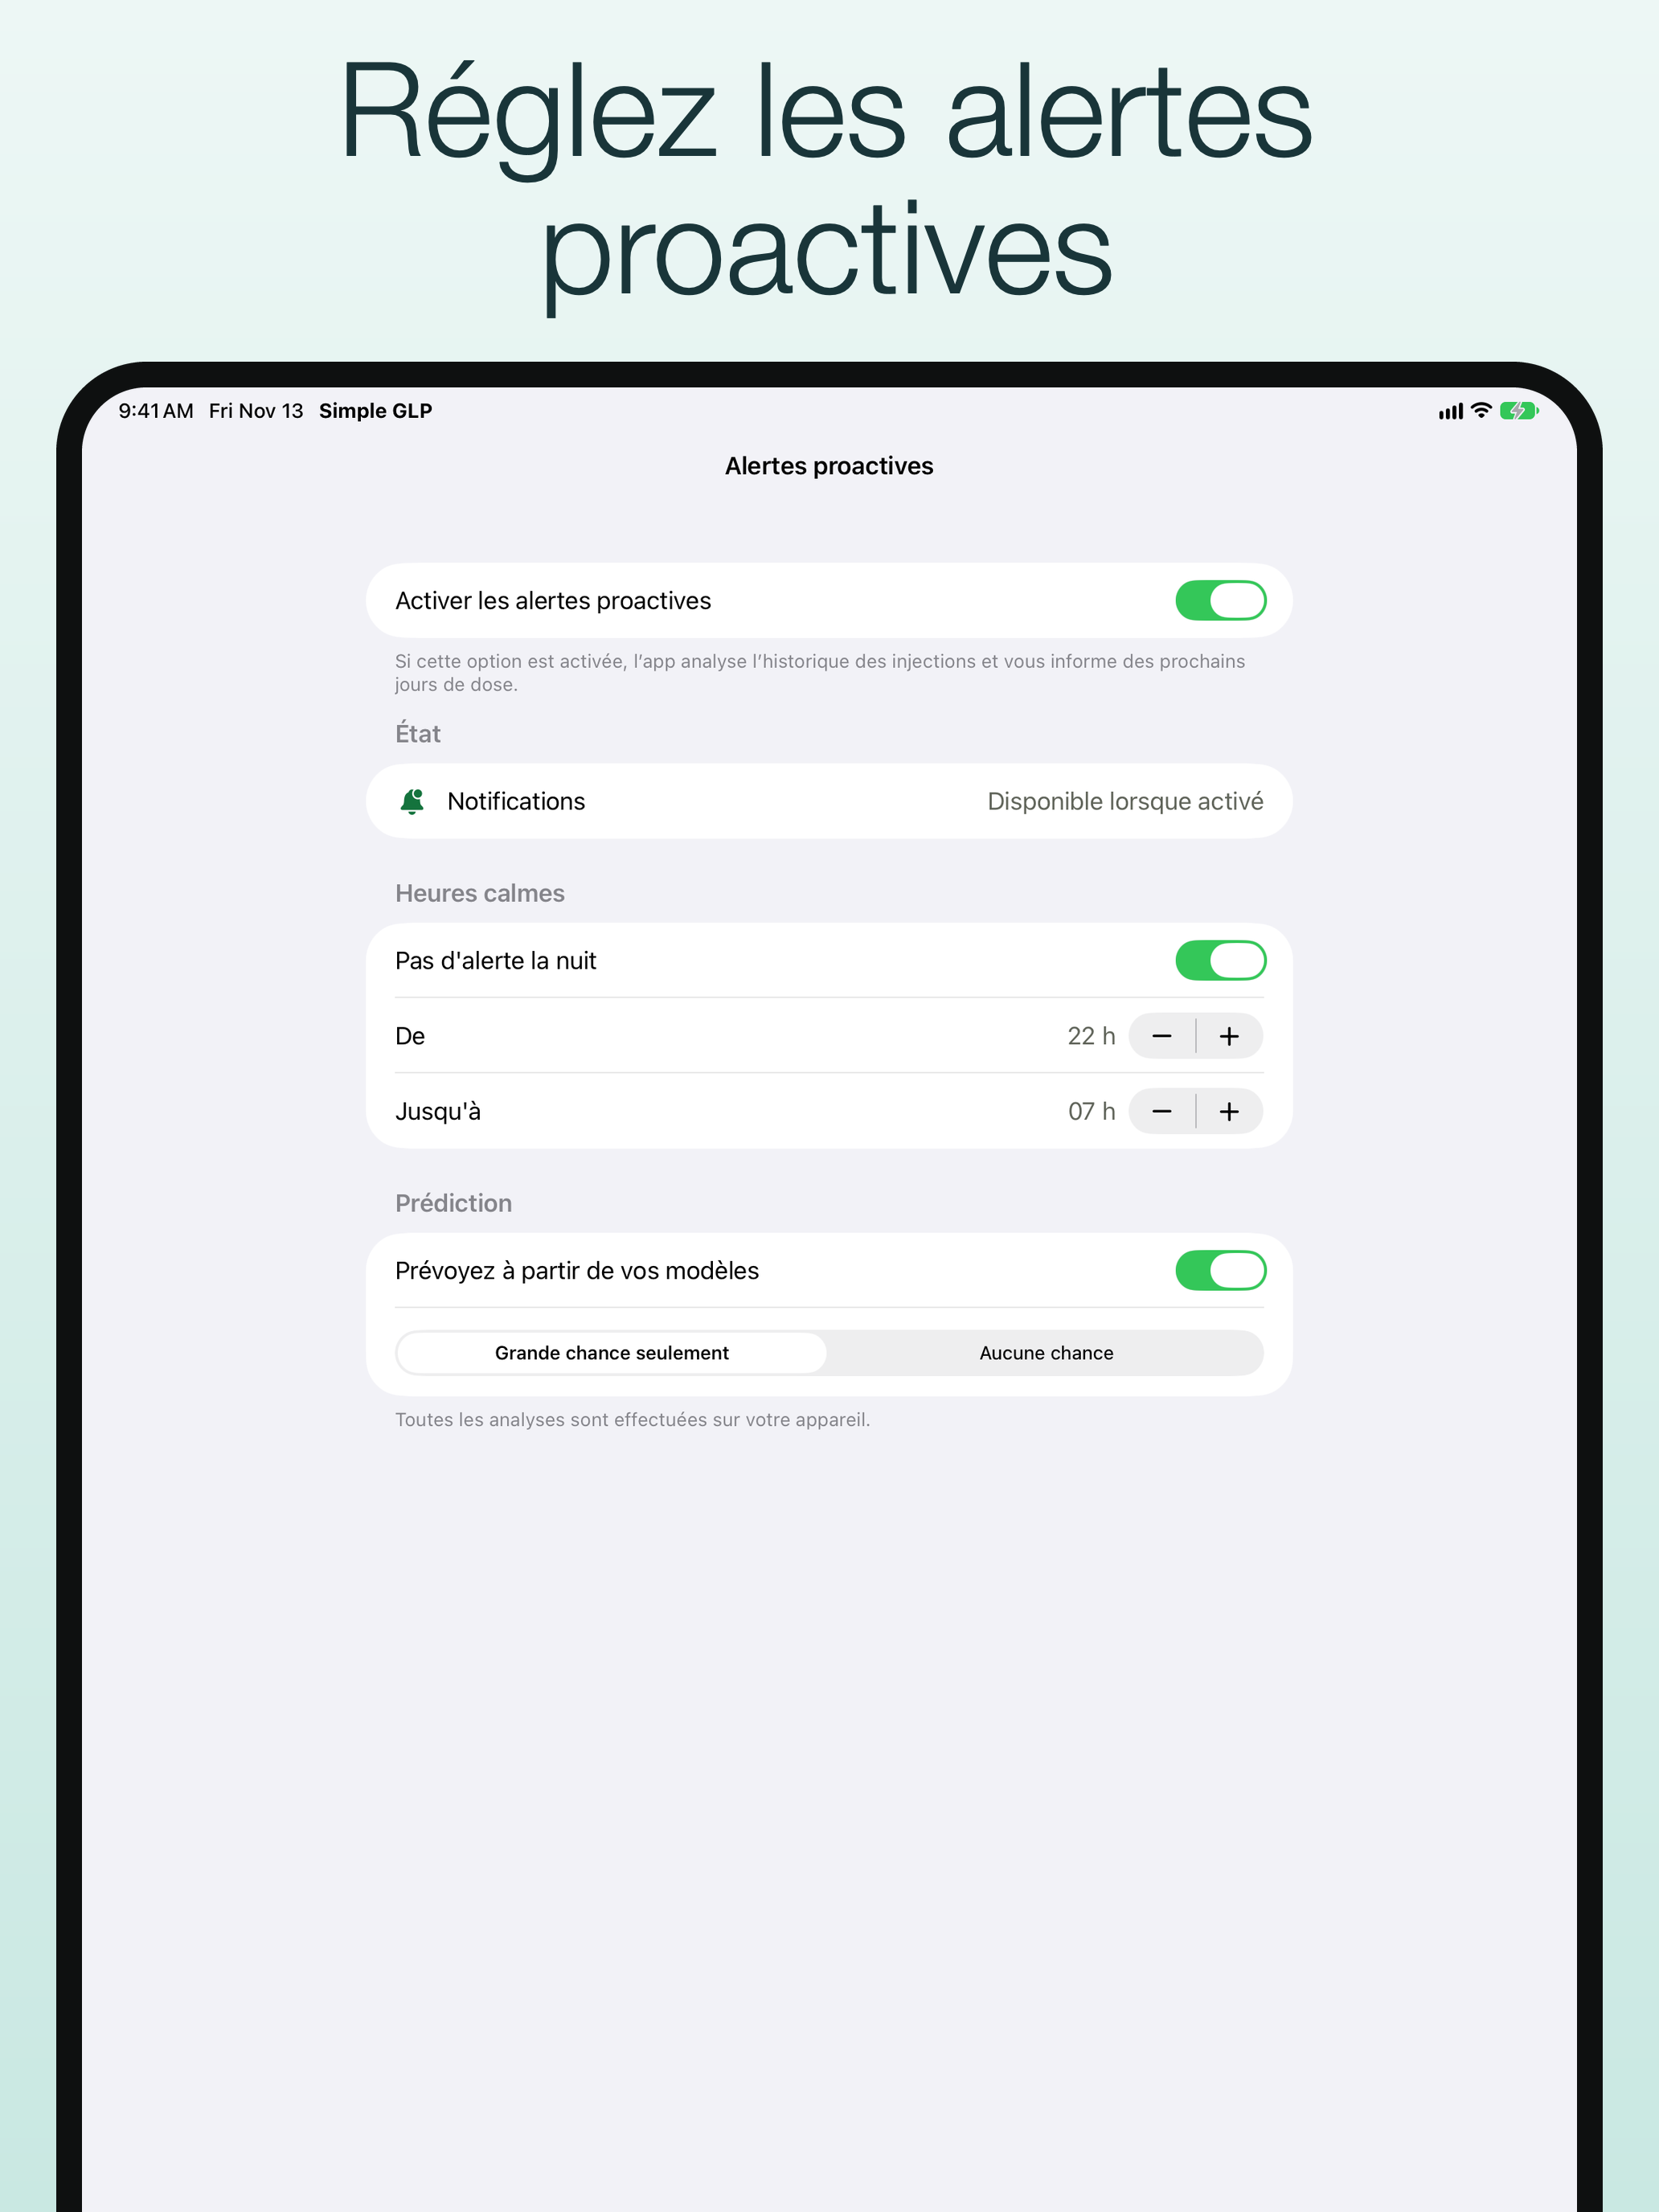 Réglez les alertes
proactives
9:41 AM Fri Nov 13 Simple GLP
Alertes proactives
Activer les alertes proactives
Si cette option est activée, l’app analyse l’historique des injections et vous informe des prochains
jours de dose.
État
Notifications Disponible lorsque activé
Heures calmes
Pas d'alerte la nuit
De 22 h
Jusqu'à 07 h
Prédiction
Prévoyez à partir de vos modèles
Grande chance seulement Aucune chance
Toutes les analyses sont effectuées sur votre appareil.